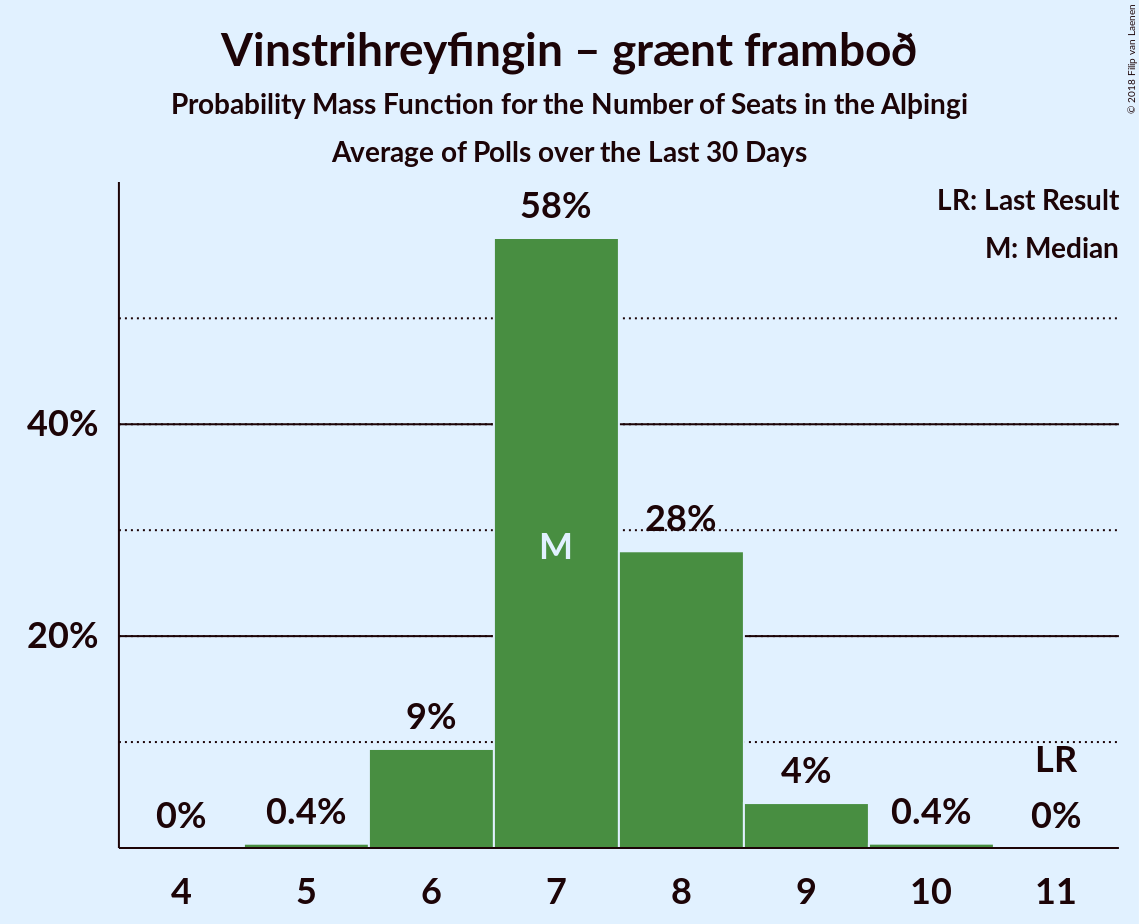 Vinstrihreyfingin – grænt framboð
Probability Mass Function for the Number of Seats in the Alþingi
Average of Polls over the Last 30 Days
© 2018 Filip van Laenen
LR: Last Result
M: Median
58%
40%
28%
M
20%
9%
LR
4%
0%
0.4%
0.4%
0%
4 5 6 7 8 9 10 11